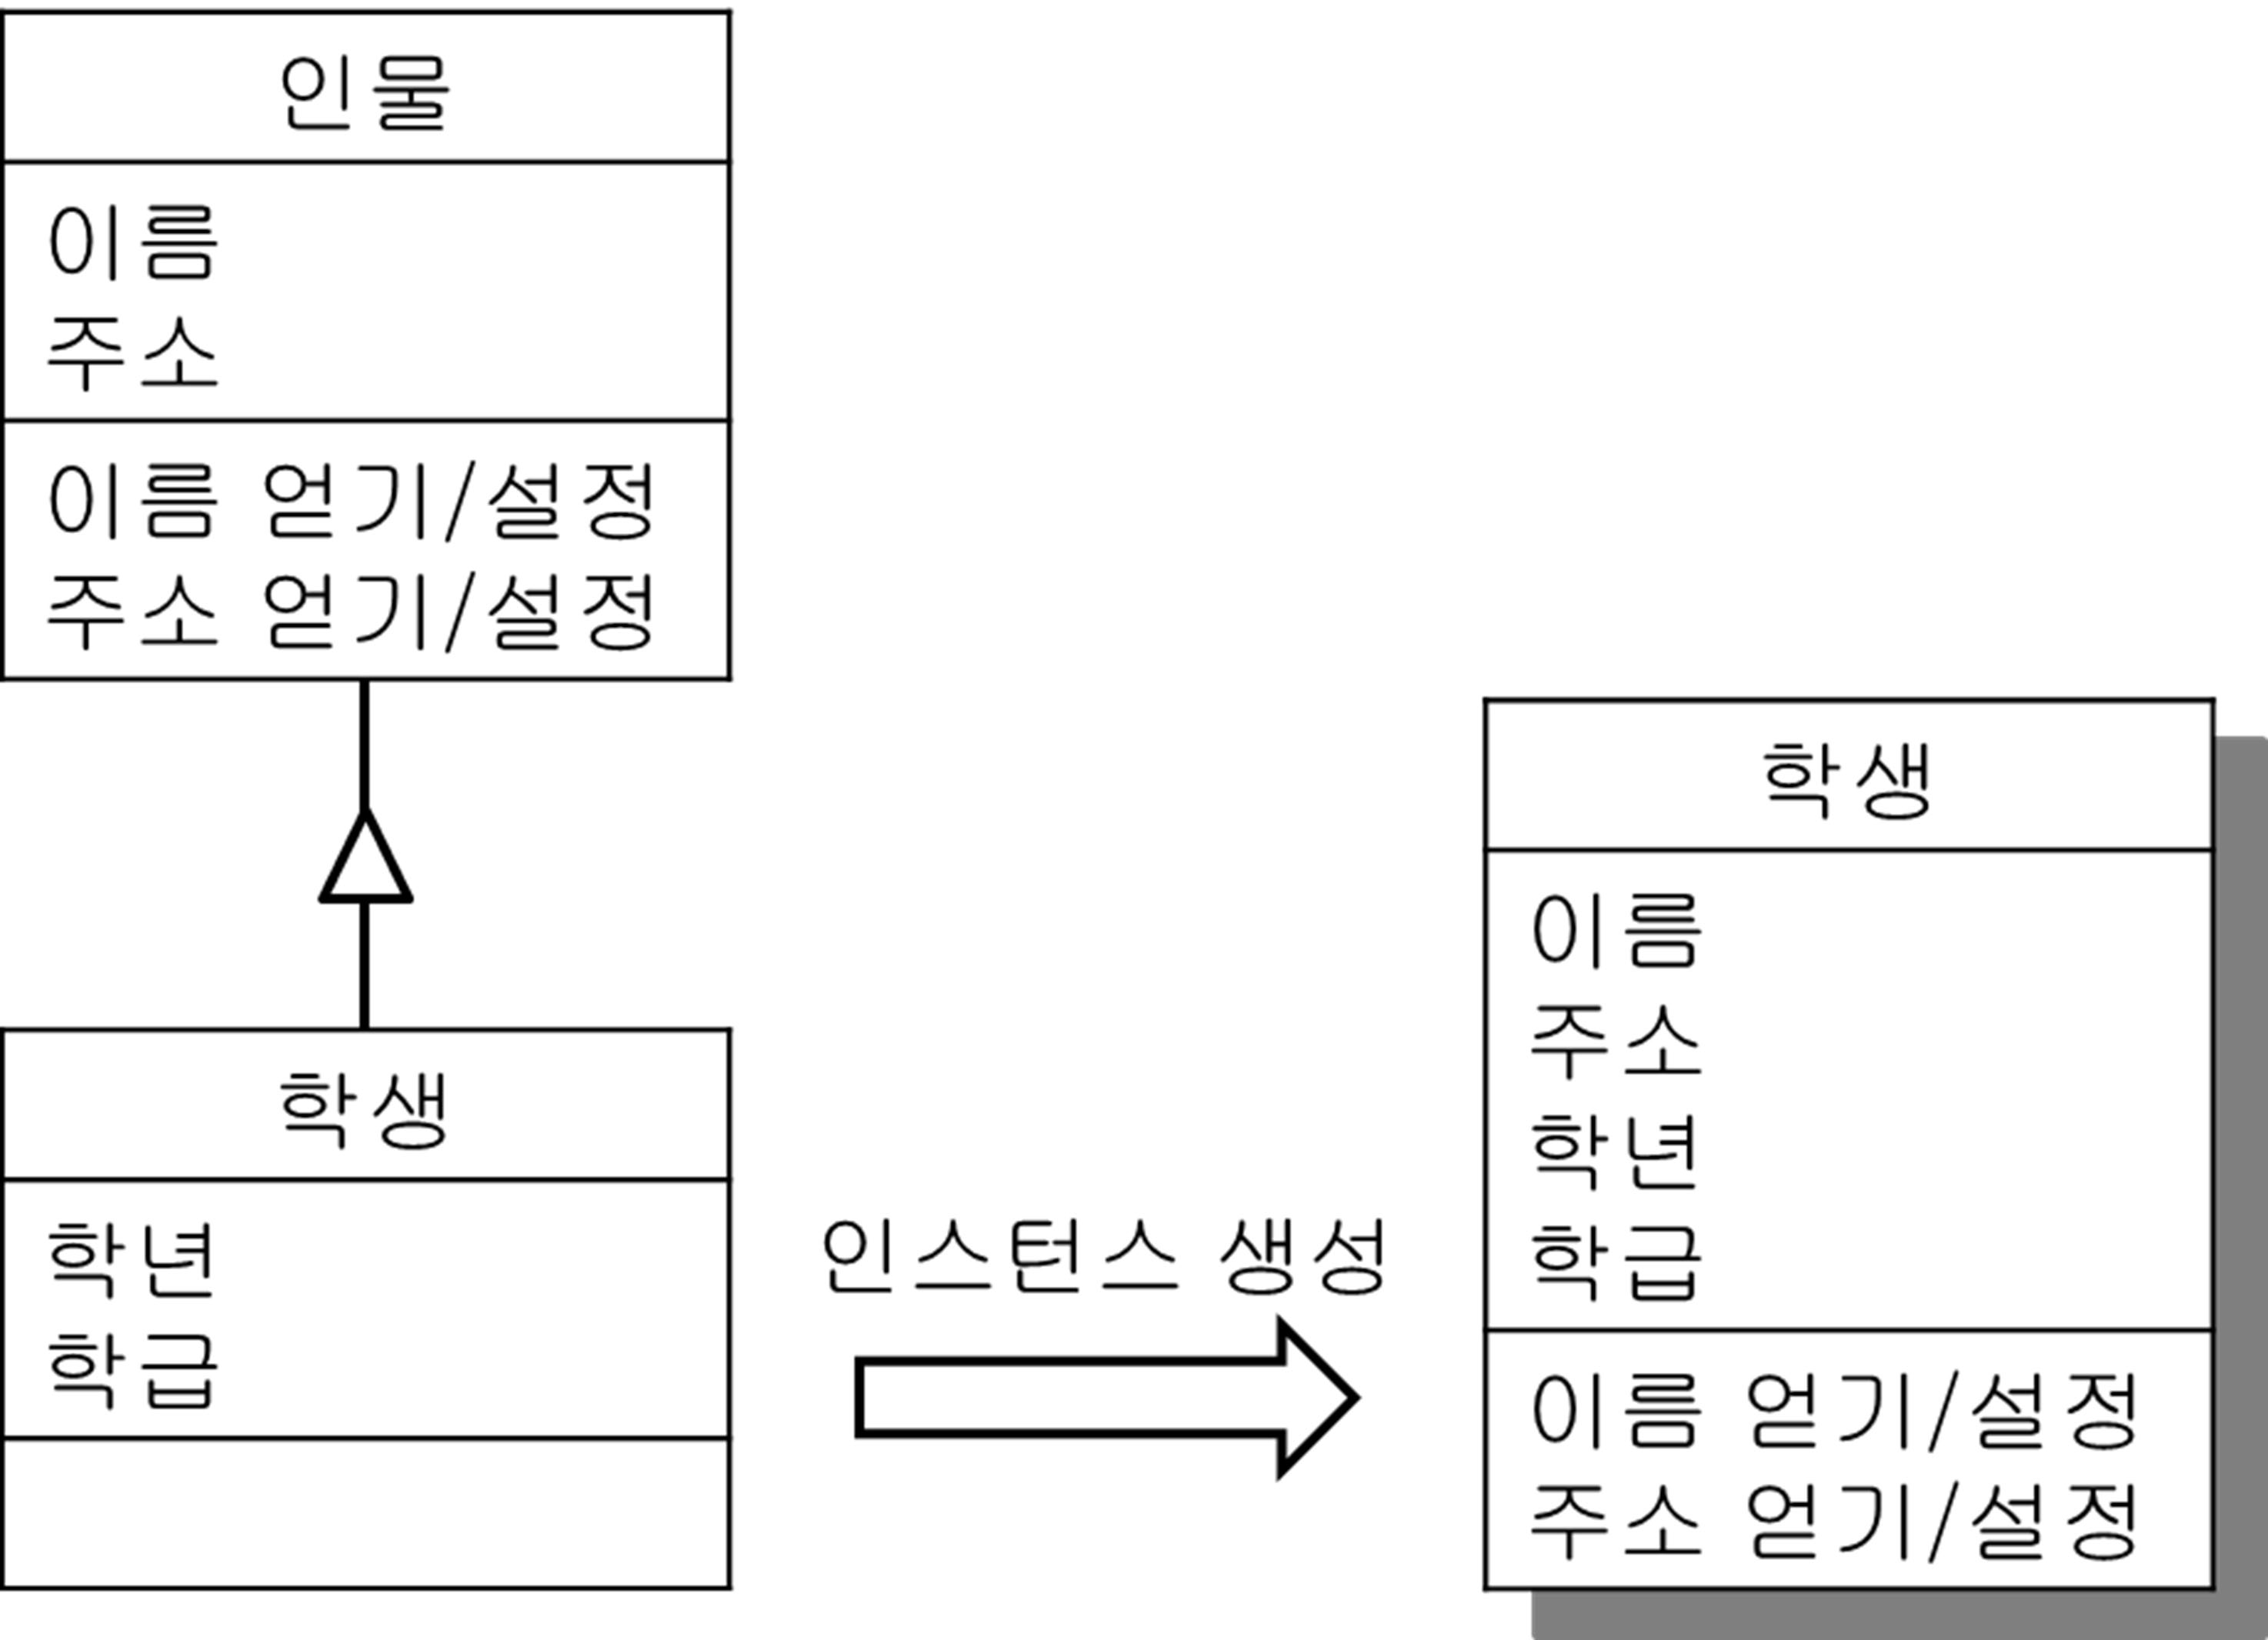 인물
이름
주소
이름 얻기/설정
주소 얻기/설정
학생
학년
학급
인스턴스 생성
학생
이름
주소
학년
학급
이름 얻기/설정
주소 얻기/설정